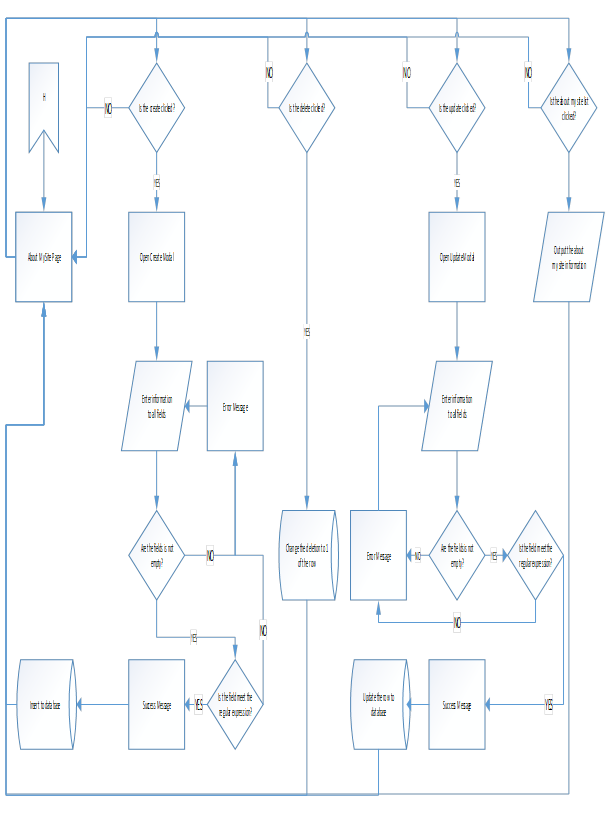 H
NO
NO
NO
NO
Is the create clicked?
Is the delete clicked?
Is the update clicked?
Is the about my site list
clicked?
YES
YES
About MySite Page
Open Create Modal
Open Update Modal
Output the about
my site information
YES
Enter information
to all fields
Error Message
Enter information
to all fields
Are the fields is not
empty?
NO
Change the deletion to 1
of the row
Error Message
NO
Are the fields is not
empty?
YES
Is the field meet the
regular expression?
YES
NO
NO
Insert to database
Success Message
YES
Is the field meet the
regular expression?
Update the row to
database
Success Message
YES